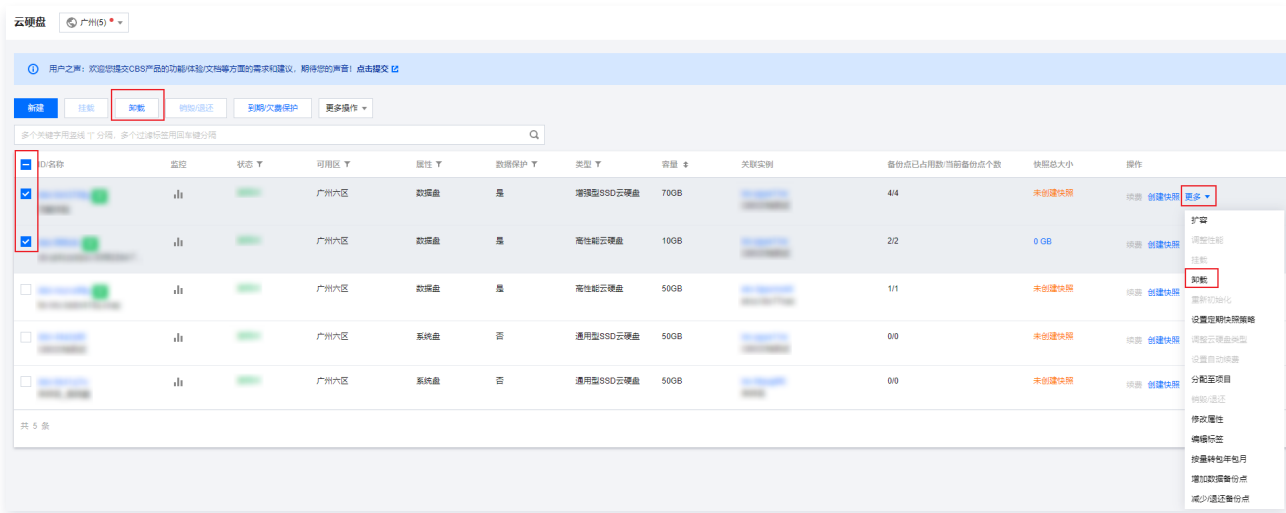 云硬盘 广州(5)
用户之声：欢迎您提交CBS产品的功能/体验/文档等方面的需求和建议，期待您的声音！点击提交
新建 挂载 卸载 销毁/退还 到期/欠费保护 更多操作
多个关键字用竖线 "|" 分隔，多个过滤标签用回车键分隔
ID/名称 监控 状态 可用区 属性 数据保护 类型 容量 关联实例 备份点已占用数/当前备份点个数 快照总大小 操作
广州六区 数据盘 是 增强型SSD云硬盘 70GB 4/4 未创建快照 续费 创建快照 更多
扩容
调整性能
广州六区 数据盘 是 高性能云硬盘 10GB 2/2 0 GB 续费 创建快照
挂载
卸载
广州六区 数据盘 是 高性能云硬盘 50GB 1/1 未创建快照 续费 创建快照
重新初始化
设置定期快照策略
广州六区 系统盘 否 通用型SSD云硬盘 50GB 0/0 未创建快照 续费 创建快照
调整云硬盘类型
设置自动续费
广州六区 系统盘 否 通用型SSD云硬盘 50GB 0/0 未创建快照 续费 创建快照
分配至项目
销毁/退还
修改属性
共 5 条
编辑标签
按量转包年包月
增加数据备份点
减少/退还备份点